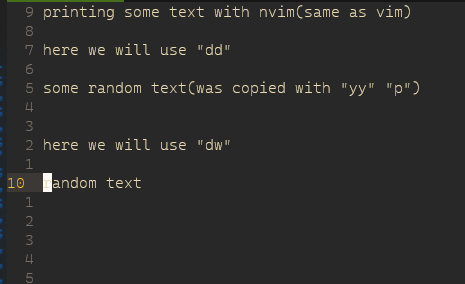 9 printing some text with nvim(same as vim)
8
7 here we will use "dd"
6
5 some random text(was copied with "yy" "p")
4
3
2 here we will use "dw"
1
10 random text
1
2
3
4
5